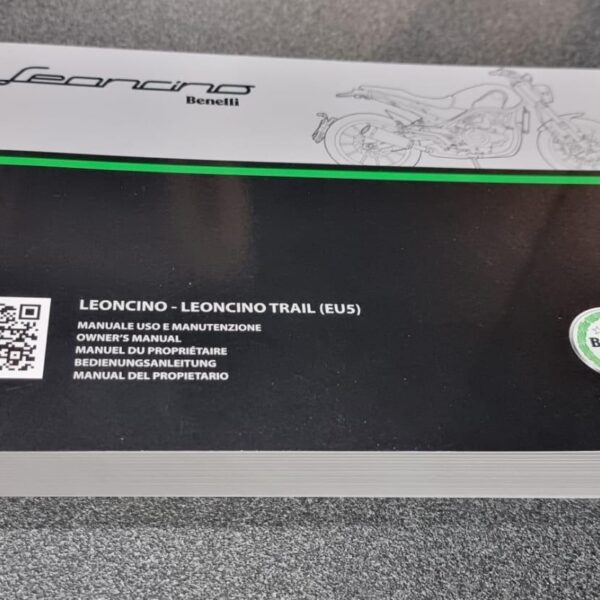 Leoncino
Benelli
LEONCINO - LEONCINO TRAIL (EU5)
MANUALE USO E MANUTENZIONE
OWNER'S MANUAL
MANUEL DU PROPRIÉTAIRE
BEDIENUNGSANLEITUNG
MANUAL DEL PROPIETARIO